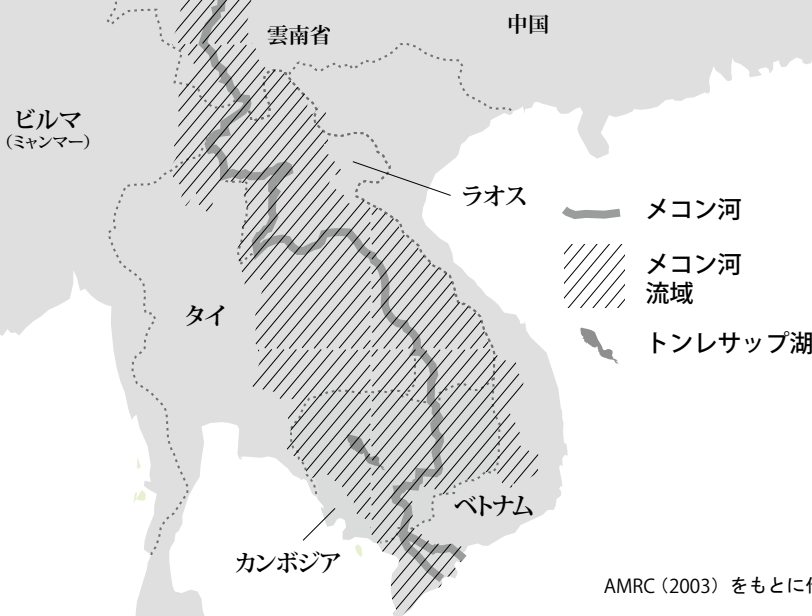 中国
雲南省
ビルマ
（ミャンマー）
ラオス
メコン河
メコン河
流域
タイ
トンレサップ湖
ベトナム
カンボジア
AMRC（2003）をもとに